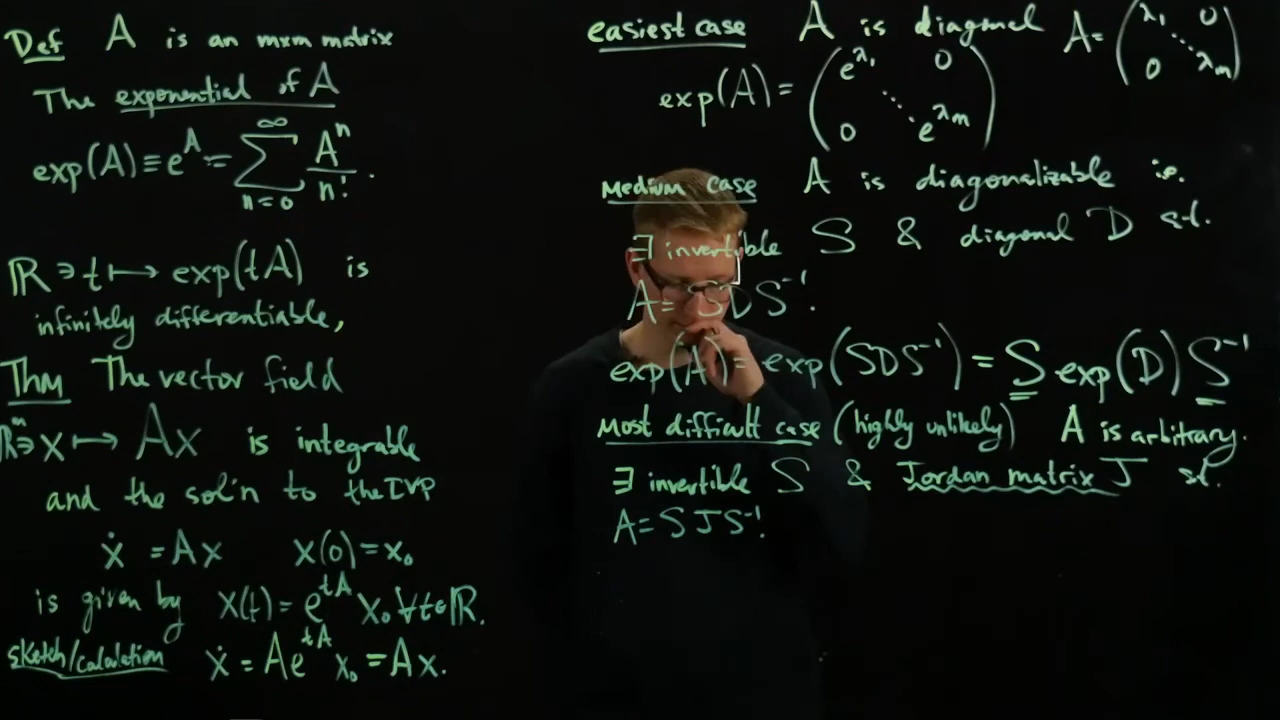 Def A is an mxm matrix
The exponential of A
exp(A) ≡ e^A = ∑_{n=0}^{∞} A^n / n! .
ℝ ∋ t ↦ exp(tA) is
infinitely differentiable,
Thm The vector field
ℝ^m ∋ x ↦ Ax is integrable
and the sol'n to the IVP
ẋ = Ax x(0) = x₀
is given by x(t) = e^{tA} x₀ ∀t∈ℝ.
sketch/calculation ẋ = Ae^{tA} x₀ = Ax.
easiest case A is diagonal A = (λ₁ 0 ⋱ 0 λ_m)
exp(A) = (e^{λ₁} 0 ⋱ 0 e^{λ_m})
Medium case A is diagonalizable i.e.
∃ invertible S & diagonal D s.t.
A = SDS⁻¹.
exp(A) = exp(SDS⁻¹) = S exp(D) S⁻¹
Most difficult case (highly unlikely) A is arbitrary.
∃ invertible S & Jordan matrix J s.t.
A = SJS⁻¹.